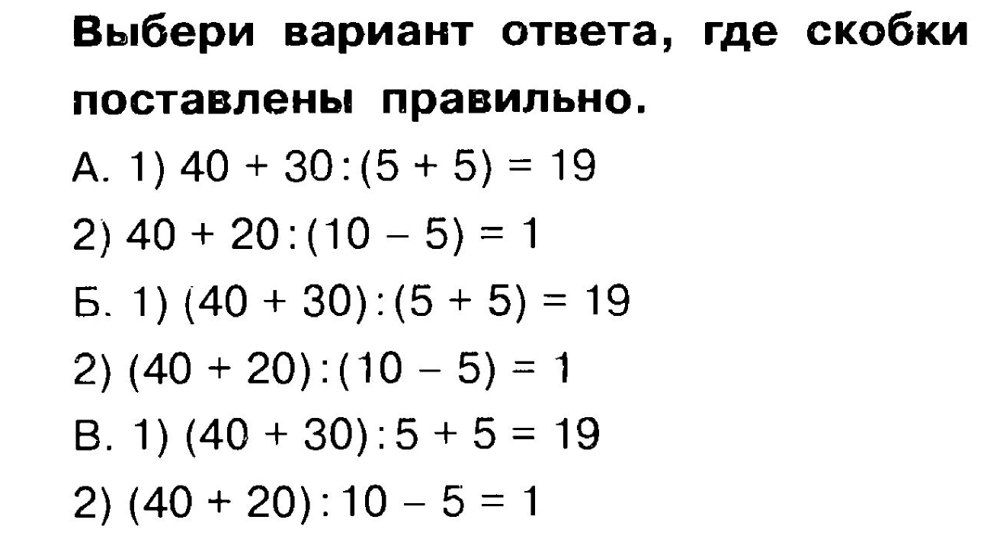 Выбери вариант ответа, где скобки
поставлены правильно.
А. 1) 40 + 30:(5 + 5) = 19
2) 40 + 20:(10 – 5) = 1
Б. 1) (40 + 30):(5 + 5) = 19
2) (40 + 20):(10 – 5) = 1
В. 1) (40 + 30):5 + 5 = 19
2) (40 + 20):10 – 5 = 1